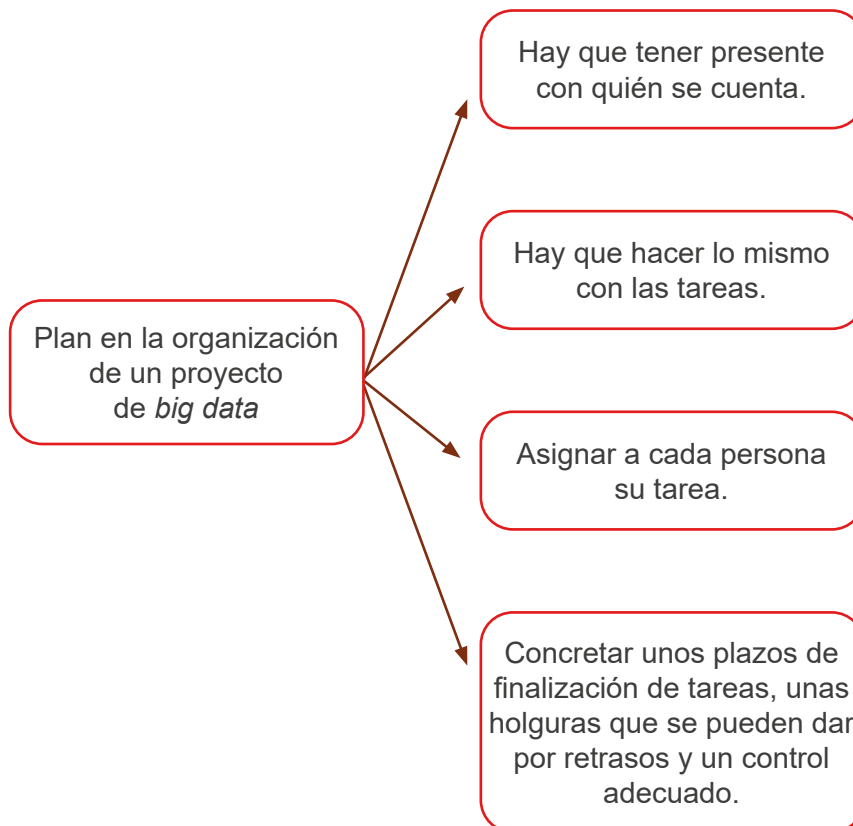 Hay que tener presente
con quién se cuenta.
Hay que hacer lo mismo
con las tareas.
Plan en la organización
de un proyecto
de big data
Asignar a cada persona
su tarea.
Concretar unos plazos de
finalización de tareas, unas
holguras que se pueden dar
por retrasos y un control
adecuado.